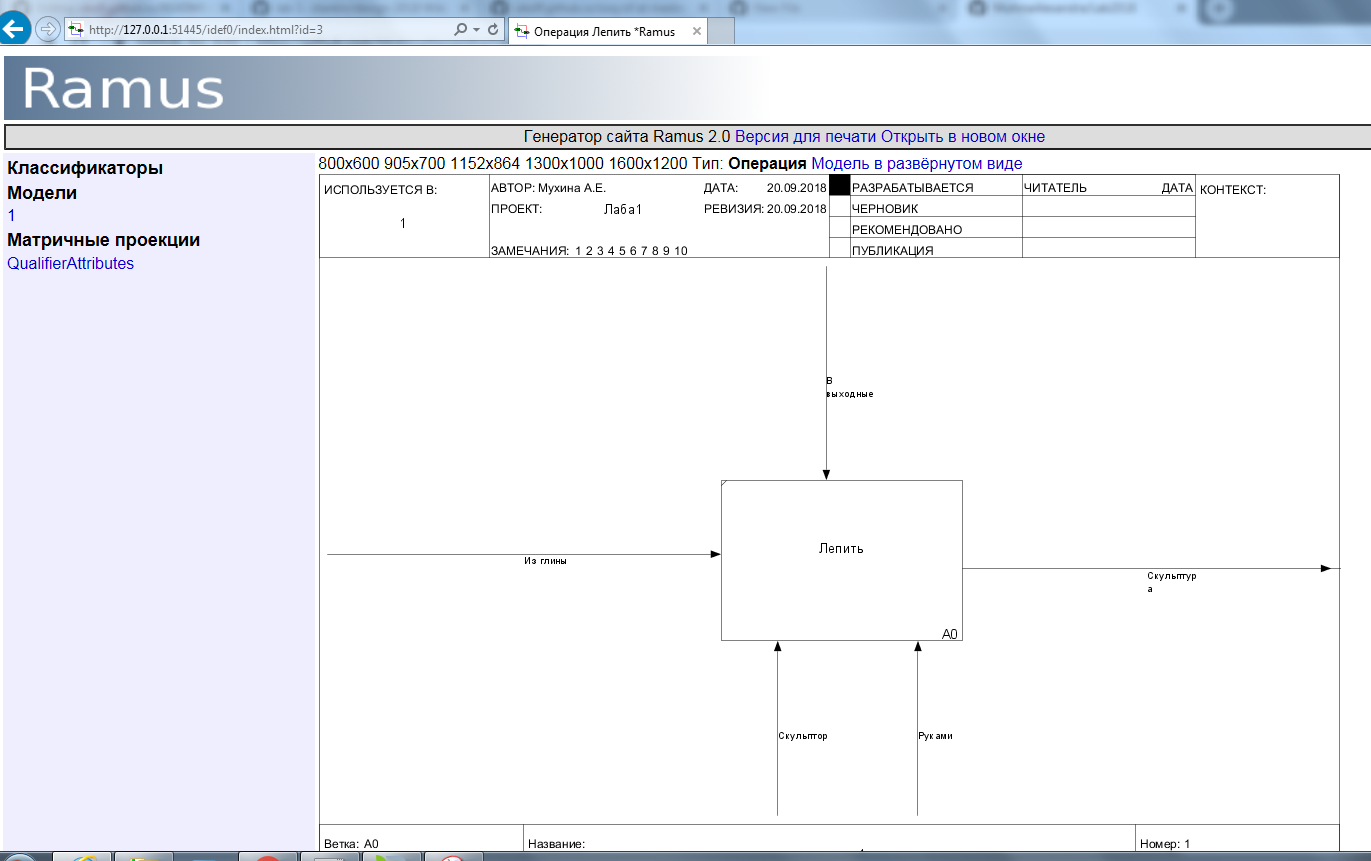 http://127.0.0.1:51445/idef0/index.html?id=3
Операция Лепить *Ramus
Ramus
Генератор сайта Ramus 2.0 Версия для печати Открыть в новом окне
Классификаторы
Модели
1
Матричные проекции
QualifierAttributes
800x600 905x700 1152x864 1300x1000 1600x1200 Тип: Операция Модель в развёрнутом виде
ИСПОЛЬЗУЕТСЯ В:
1
АВТОР: Мухина А.Е.
ДАТА: 20.09.2018
ПРОЕКТ: Лаба1
РЕВИЗИЯ: 20.09.2018
ЗАМЕЧАНИЯ: 1 2 3 4 5 6 7 8 9 10
РАЗРАБАТЫВАЕТСЯ
ЧЕРНОВИК
РЕКОМЕНДОВАНО
ПУБЛИКАЦИЯ
ЧИТАТЕЛЬ
ДАТА
КОНТЕКСТ:
В
выходные
Лепить
A0
Из глины
Скульптур
а
Скульптор
Руками
Ветка: A0
Название:
Номер: 1